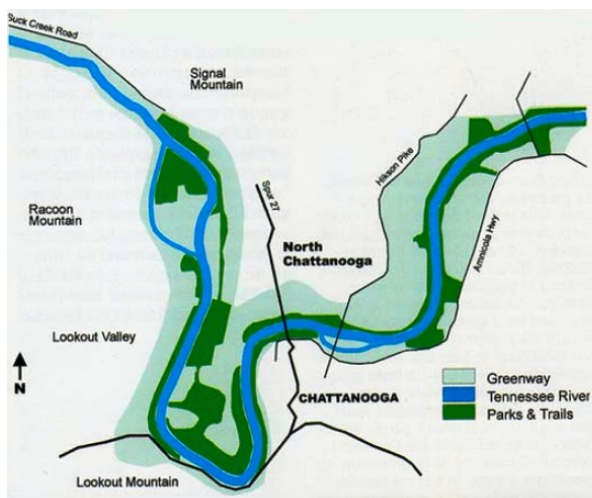 Suck Creek Road
Signal
Mountain
Hikson Pike
Spur 27
Racoon
Mountain
North
Chattanooga
Amnicola Hwy
Lookout Valley
N
CHATTANOOGA
Greenway
Tennessee River
Parks & Trails
Lookout Mountain